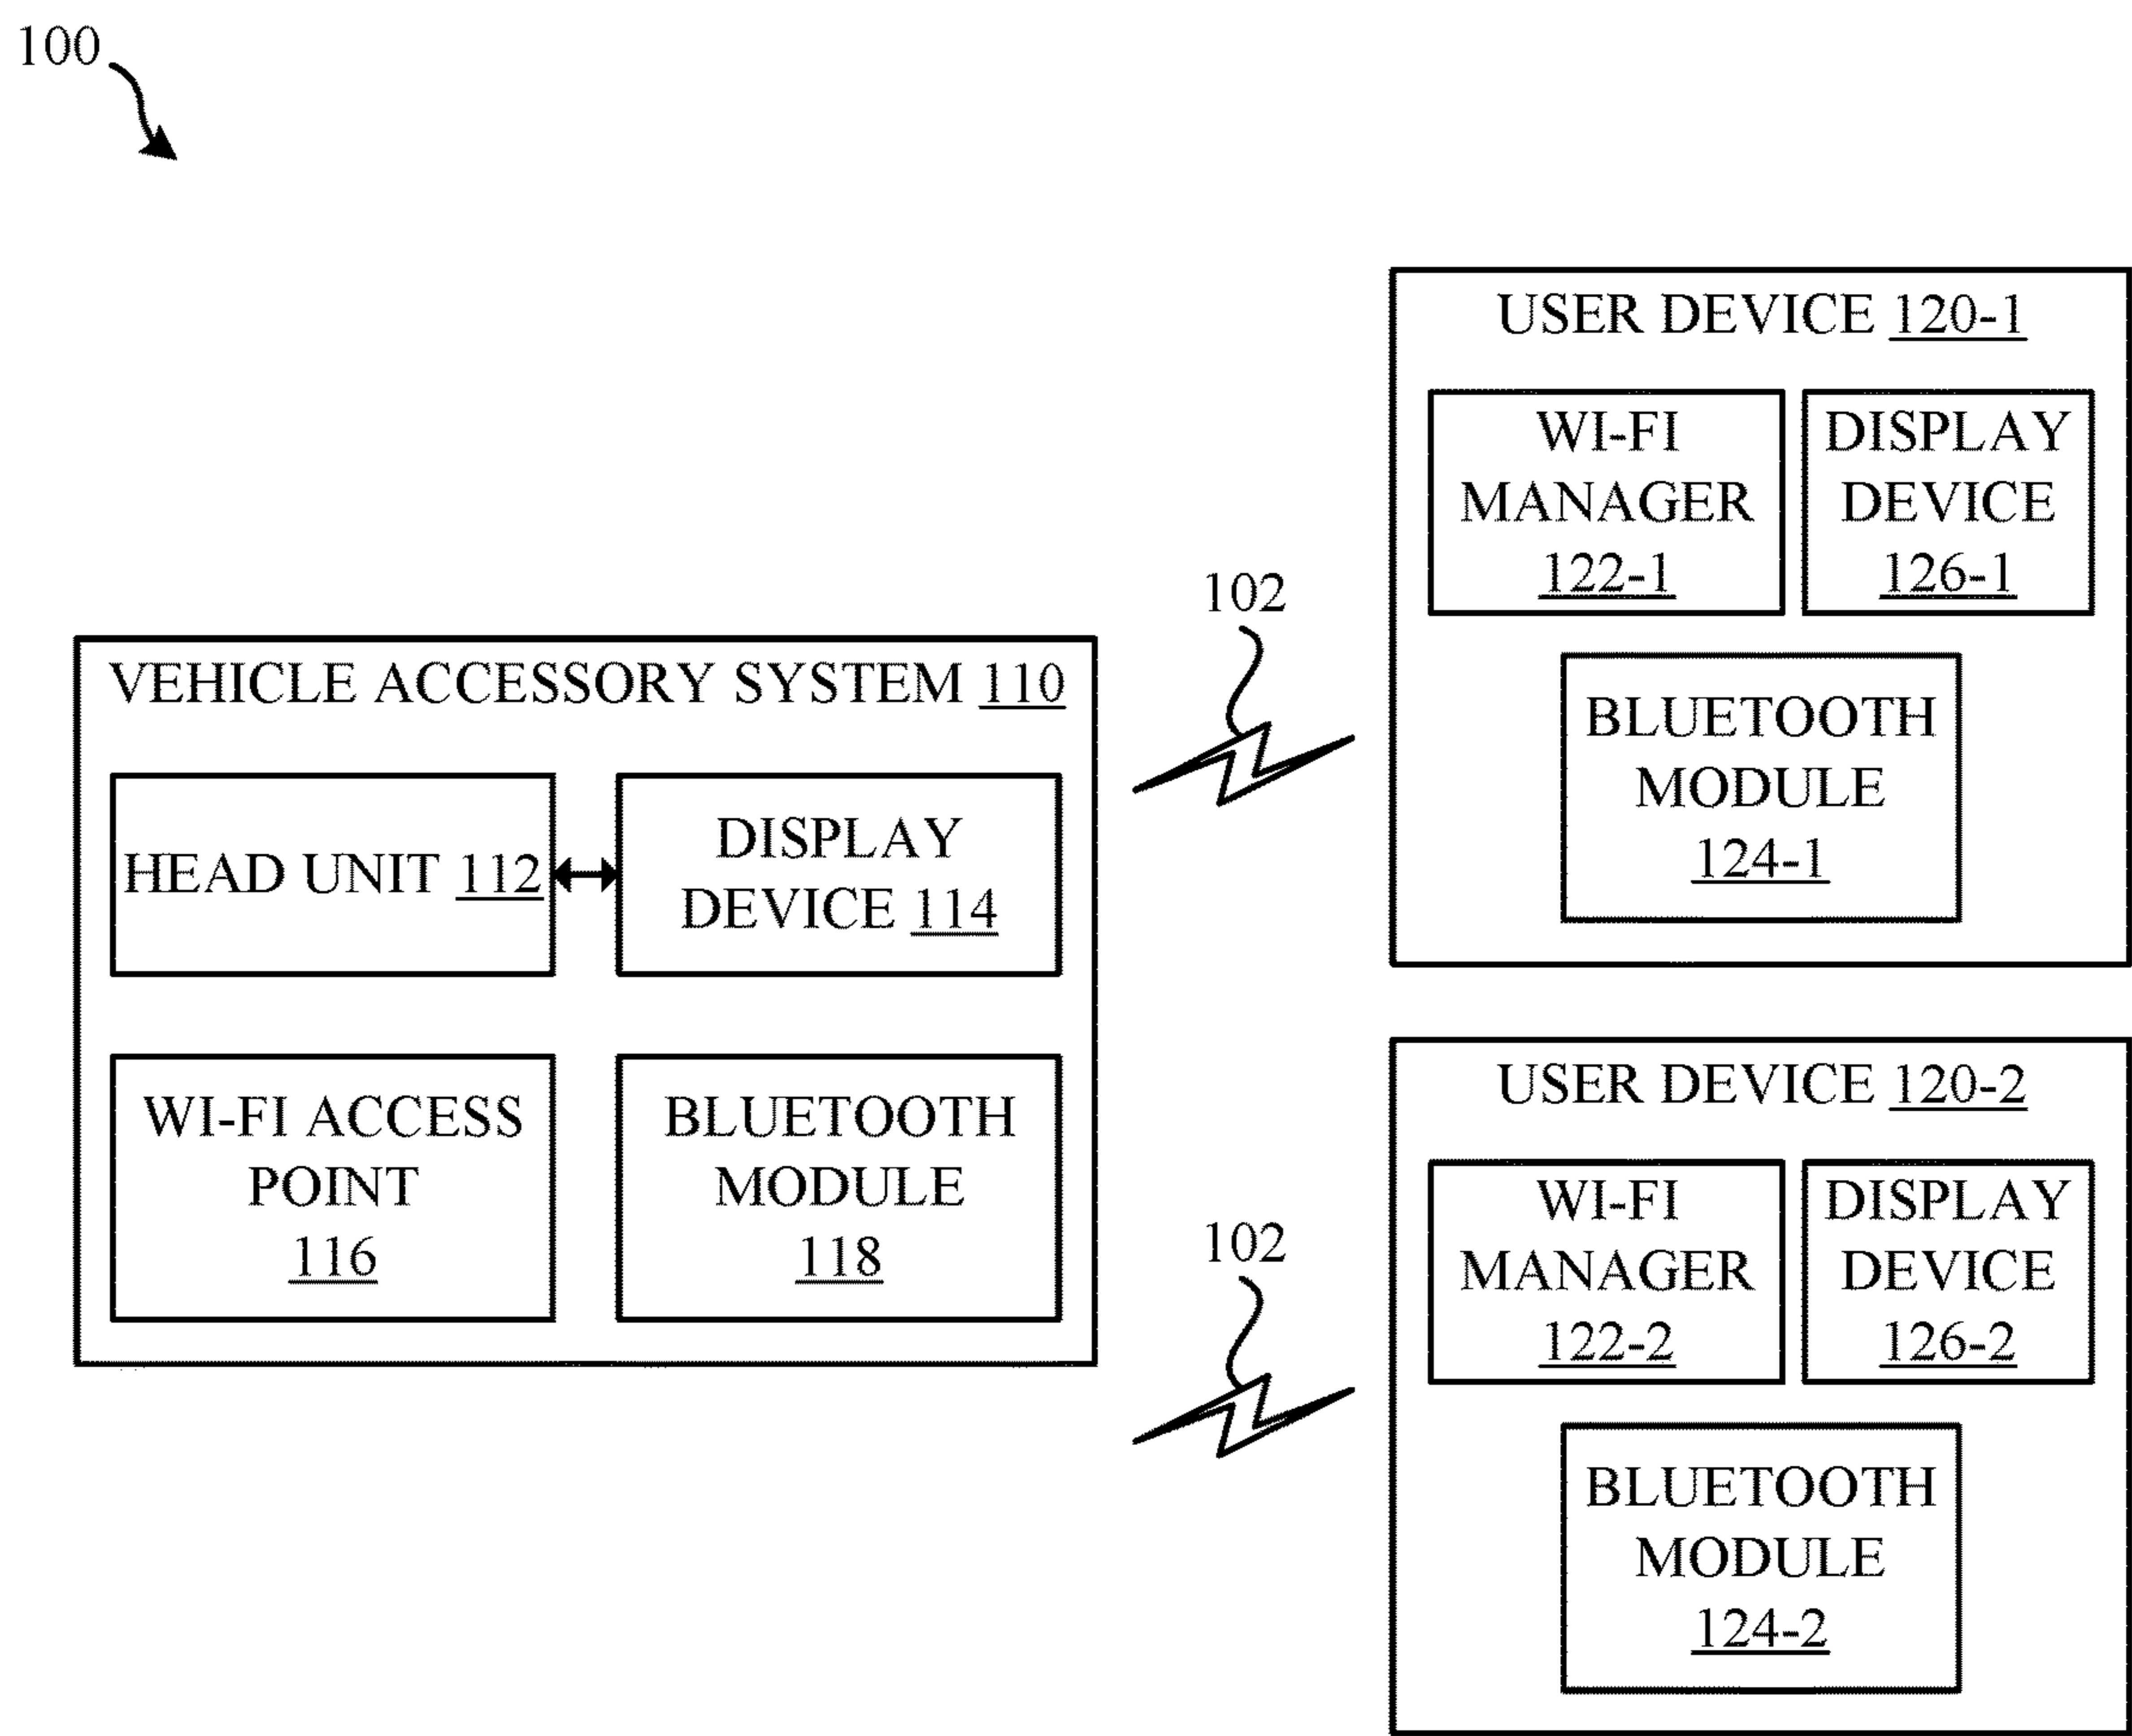 100
VEHICLE ACCESSORY SYSTEM 110
HEAD UNIT 112
DISPLAY
DEVICE 114
WI-FI ACCESS
POINT
116
BLUETOOTH
MODULE
118
102
102
USER DEVICE 120-1
WI-FI
MANAGER
122-1
DISPLAY
DEVICE
126-1
BLUETOOTH
MODULE
124-1
USER DEVICE 120-2
WI-FI
MANAGER
122-2
DISPLAY
DEVICE
126-2
BLUETOOTH
MODULE
124-2